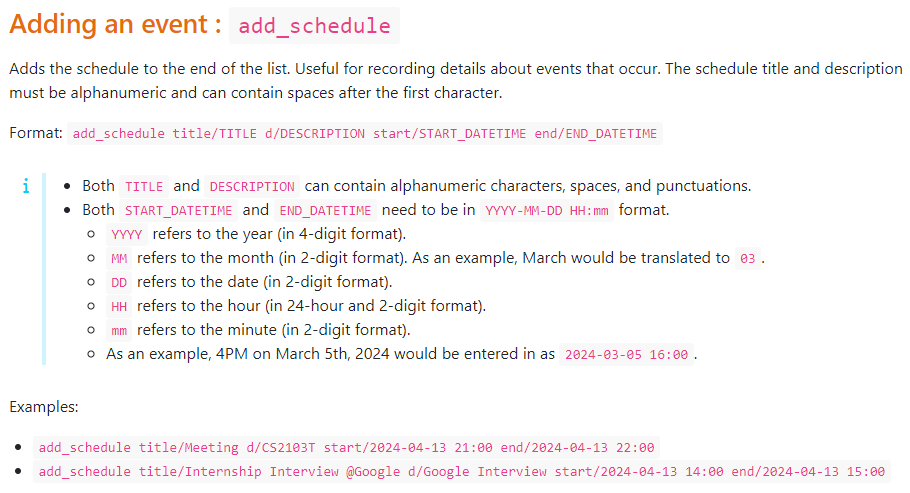 Adding an event : add_schedule
Adds the schedule to the end of the list. Useful for recording details about events that occur. The schedule title and description
must be alphanumeric and can contain spaces after the first character.
Format: add_schedule title/TITLE d/DESCRIPTION start/START_DATETIME end/END_DATETIME
i
• Both TITLE and DESCRIPTION can contain alphanumeric characters, spaces, and punctuations.
• Both START_DATETIME and END_DATETIME need to be in YYYY-MM-DD HH:mm format.
◦ YYYY refers to the year (in 4-digit format).
◦ MM refers to the month (in 2-digit format). As an example, March would be translated to 03.
◦ DD refers to the date (in 2-digit format).
◦ HH refers to the hour (in 24-hour and 2-digit format).
◦ mm refers to the minute (in 2-digit format).
◦ As an example, 4PM on March 5th, 2024 would be entered in as 2024-03-05 16:00.
Examples:
• add_schedule title/Meeting d/CS2103T start/2024-04-13 21:00 end/2024-04-13 22:00
• add_schedule title/Internship Interview @Google d/Google Interview start/2024-04-13 14:00 end/2024-04-13 15:00